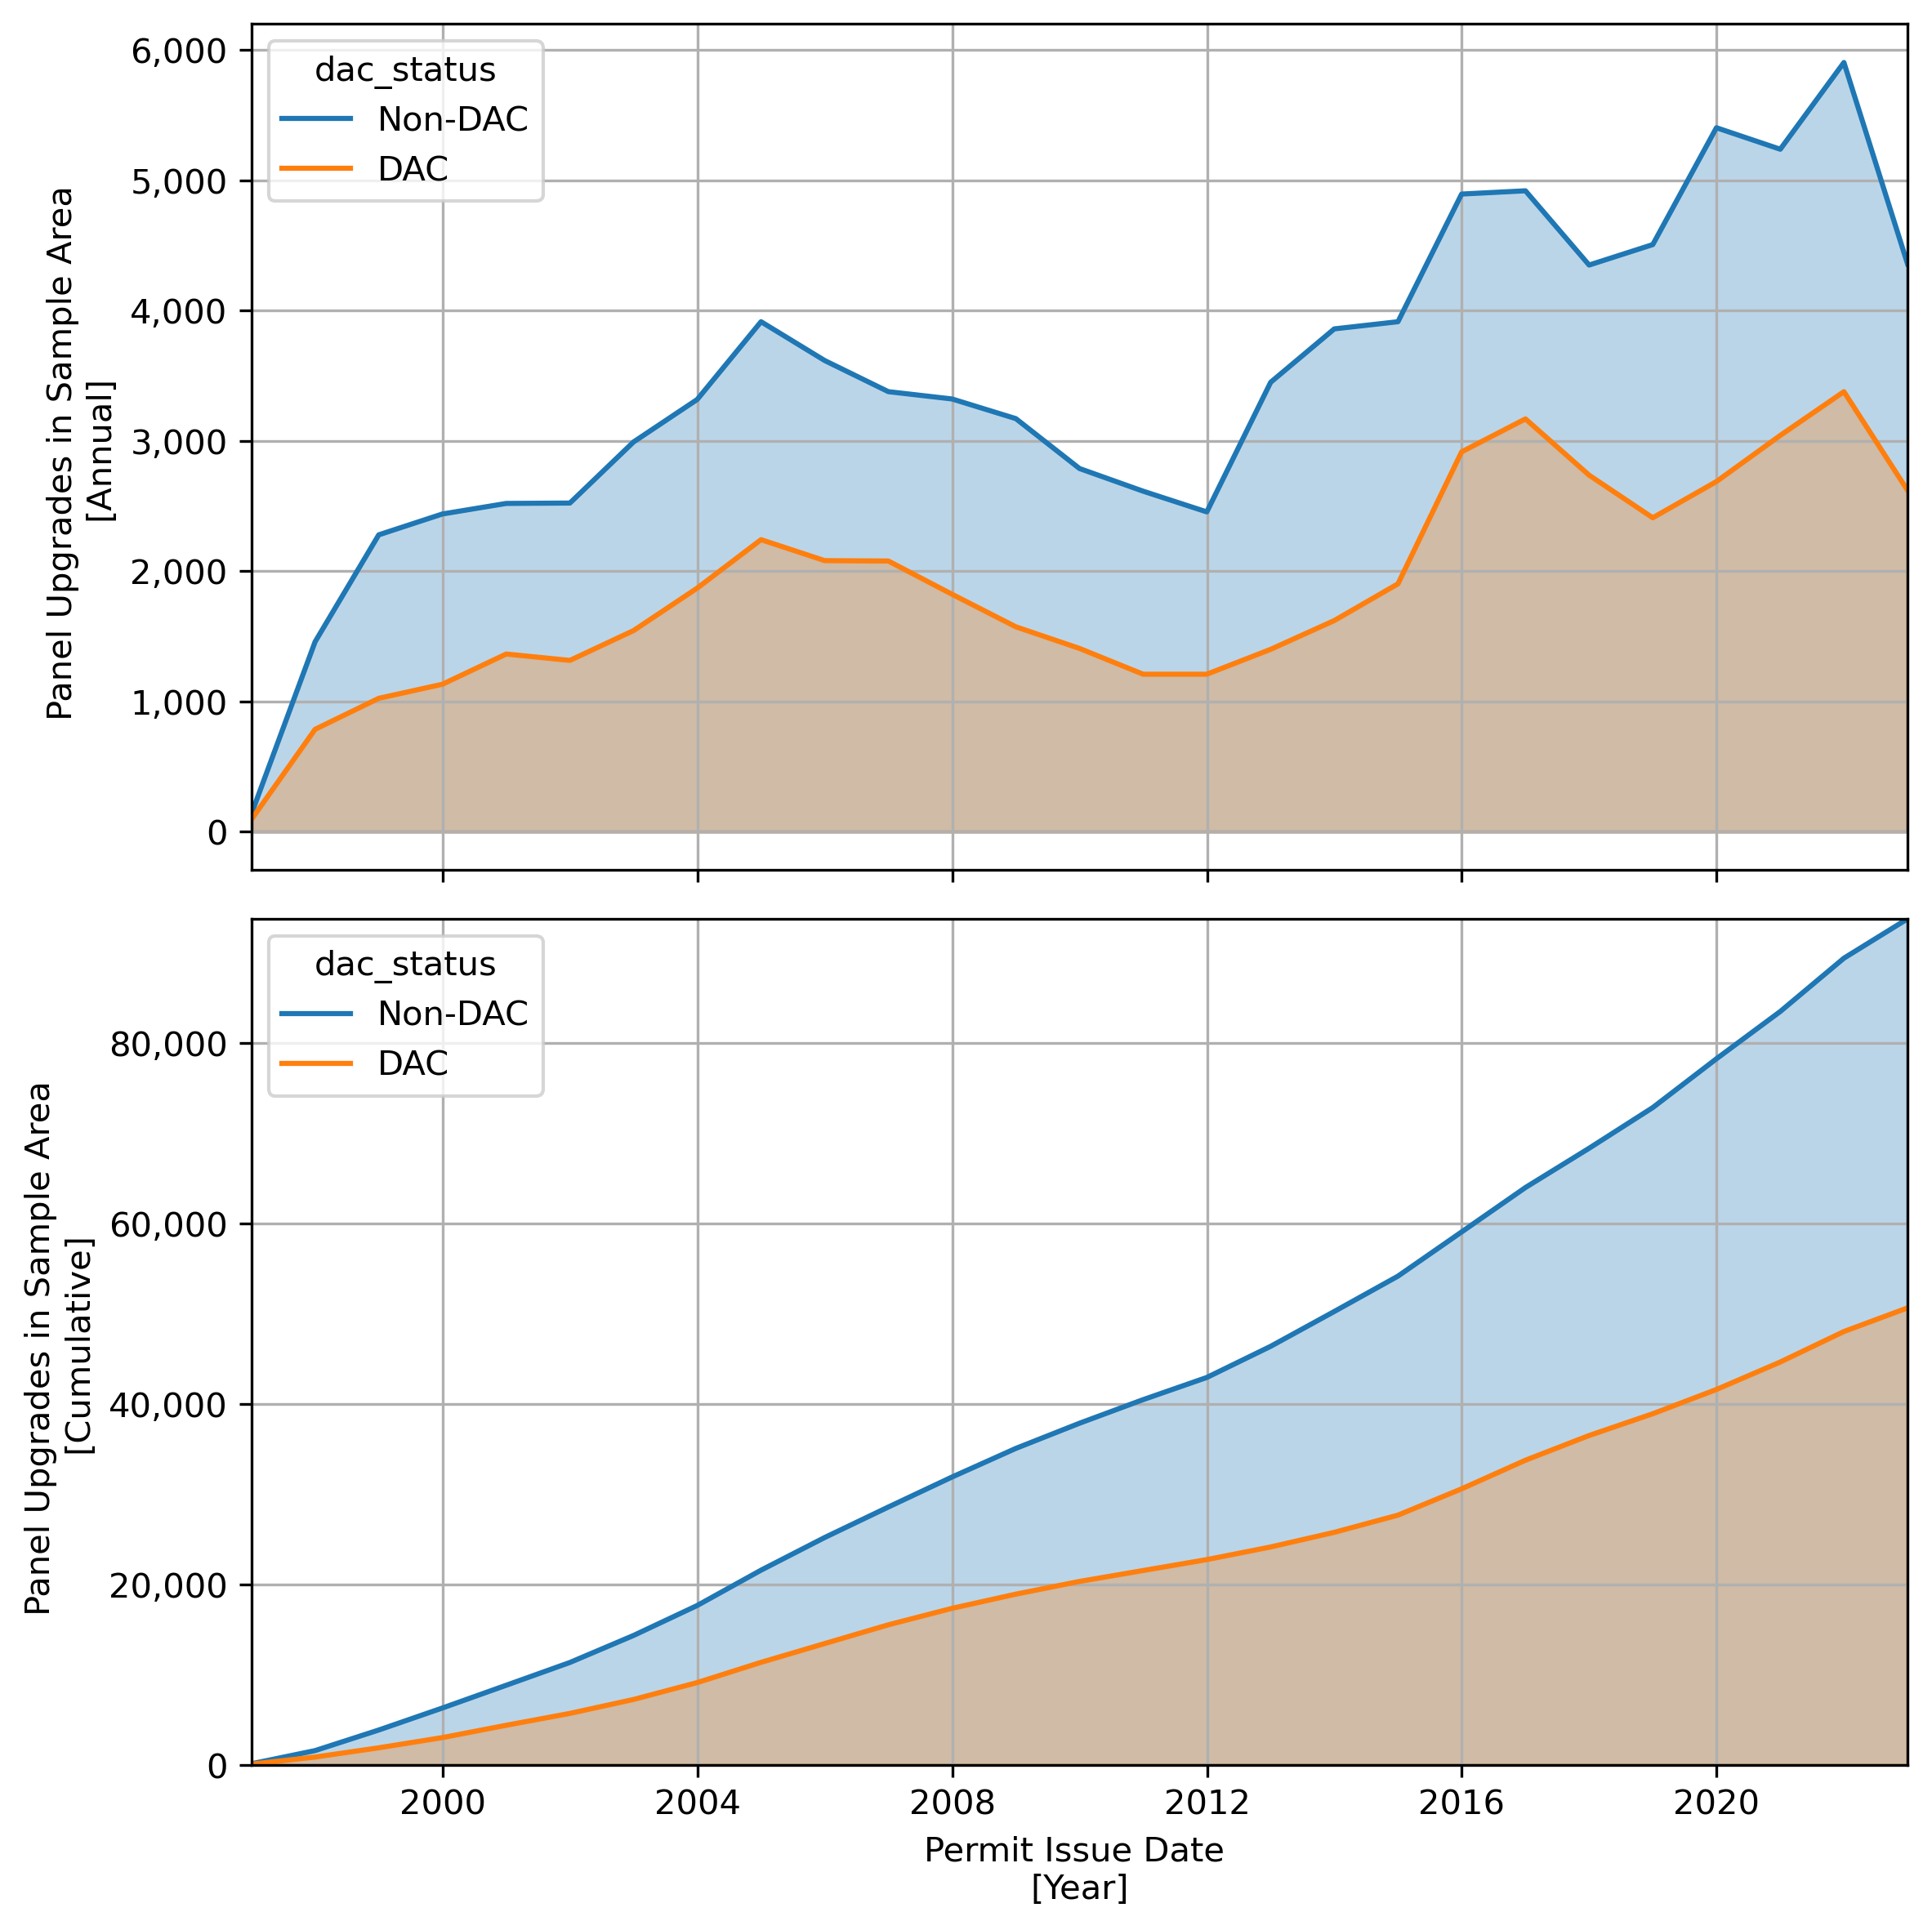 6,000
5,000
4,000
3,000
2,000
1,000
0
Panel Upgrades in Sample Area
[Annual]
dac_status
Non-DAC
DAC
80,000
60,000
40,000
20,000
0
Panel Upgrades in Sample Area
[Cumulative]
dac_status
Non-DAC
DAC
2000 2004 2008 2012 2016 2020
Permit Issue Date
[Year]